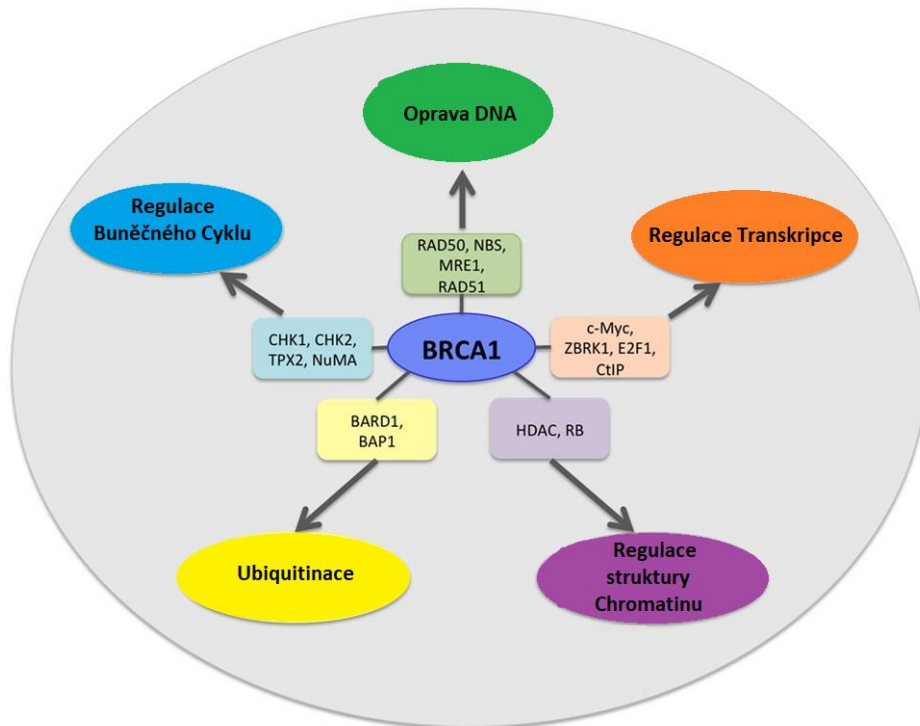 Oprava DNA
Regulace
Buněčného Cyklu
Regulace Transkripce
RAD50, NBS,
MRE1,
RAD51
CHK1, CHK2,
TPX2, NuMA
BRCA1
c-Myc,
ZBRK1, E2F1,
CtIP
BARD1,
BAP1
HDAC, RB
Ubiquitinace
Regulace
struktury
Chromatinu